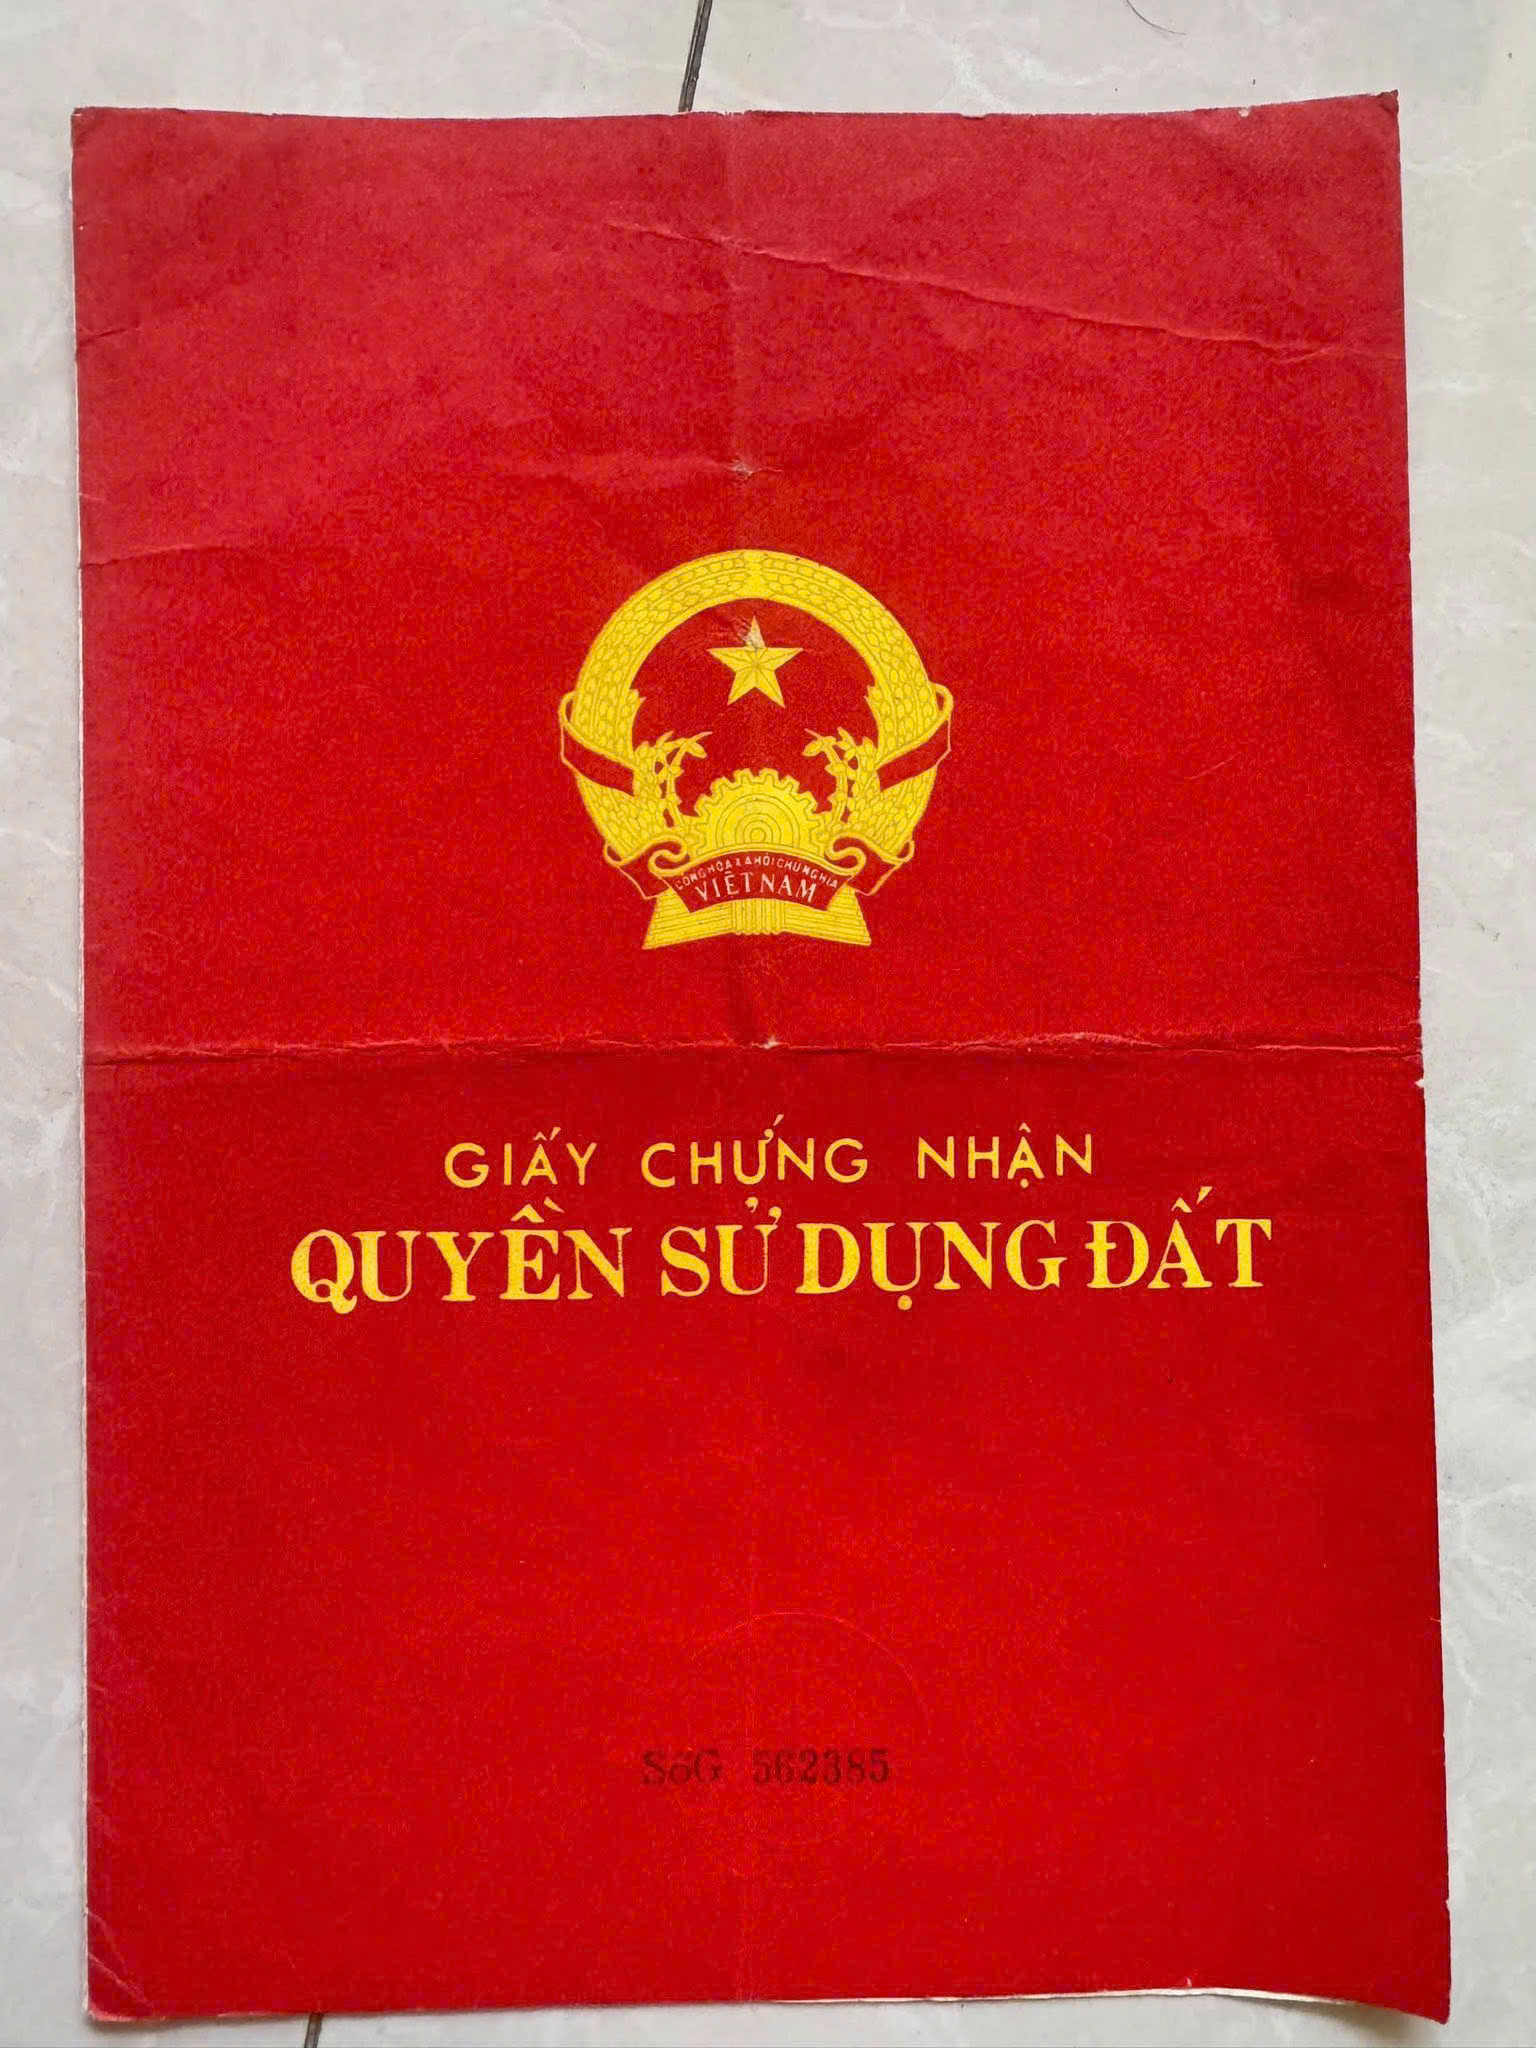 CỘNG HÒA XÃ HỘI CHỦ NGHĨA
VIỆT NAM
GIẤY CHỨNG NHẬN
QUYỀN SỬ DỤNG ĐẤT
SốG 562385